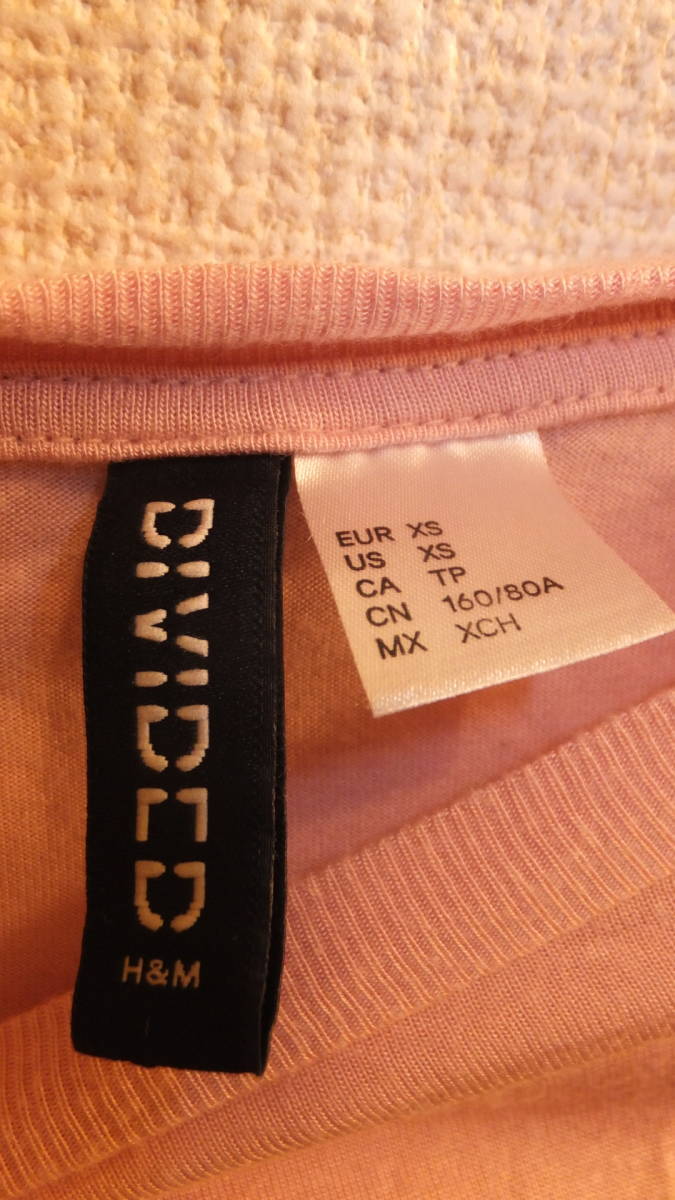 DIVIDED
H&M
EUR XS
US XS
CA TP
CN 160/80A
MX XCH